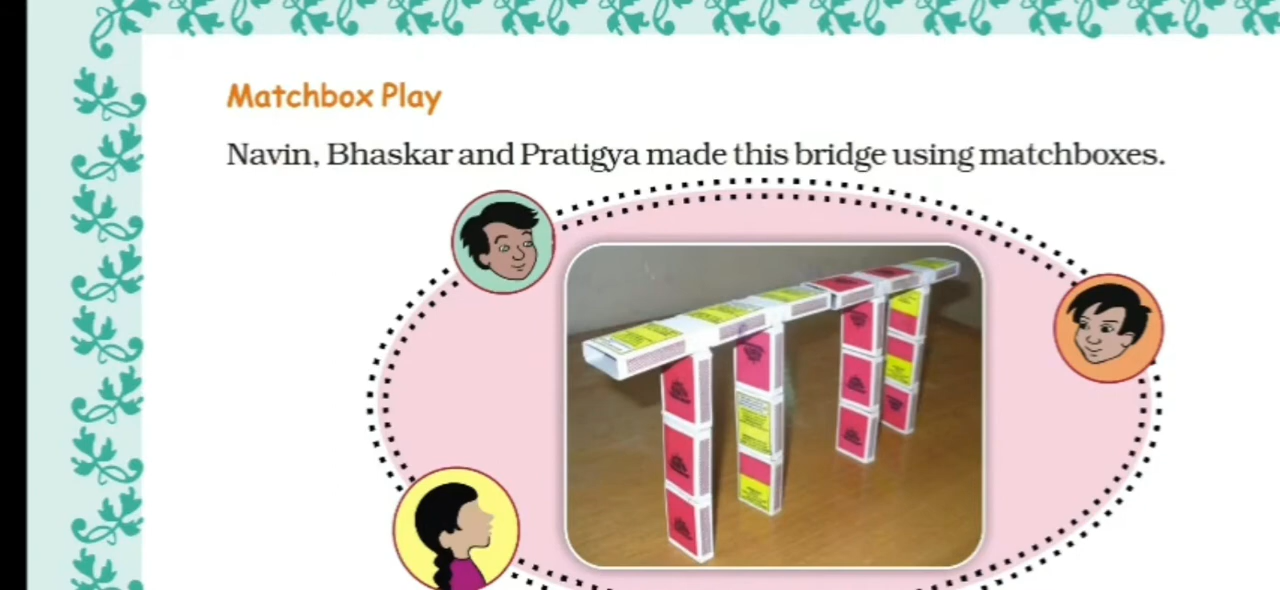 Matchbox Play
Navin, Bhaskar and Pratigya made this bridge using matchboxes.